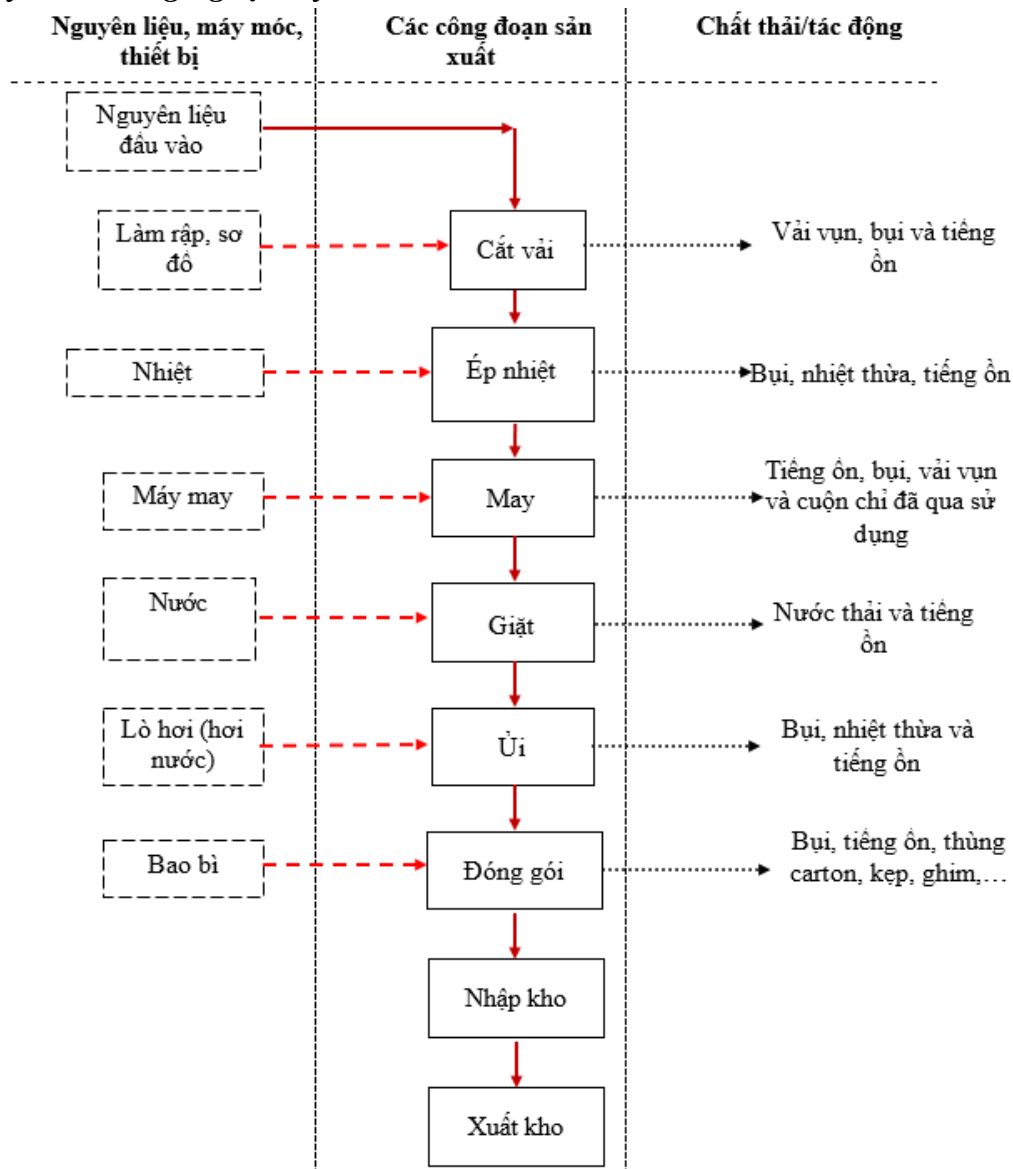 Nguyên liệu, máy móc,
thiết bị
Các công đoạn sản
xuất
Chất thải/tác động
Nguyên liệu
đầu vào
Làm rập, sơ
đồ
Cắt vải
Vải vụn, bụi và tiếng
ồn
Nhiệt
Ép nhiệt
Bụi, nhiệt thừa, tiếng ồn
Máy may
May
Tiếng ồn, bụi, vải vụn
và cuộn chỉ đã qua sử
dụng
Nước
Giặt
Nước thải và tiếng
ồn
Lò hơi (hơi
nước)
Ủi
Bụi, nhiệt thừa và
tiếng ồn
Bao bì
Đóng gói
Bụi, tiếng ồn, thùng
carton, kẹp, ghim,…
Nhập kho
Xuất kho